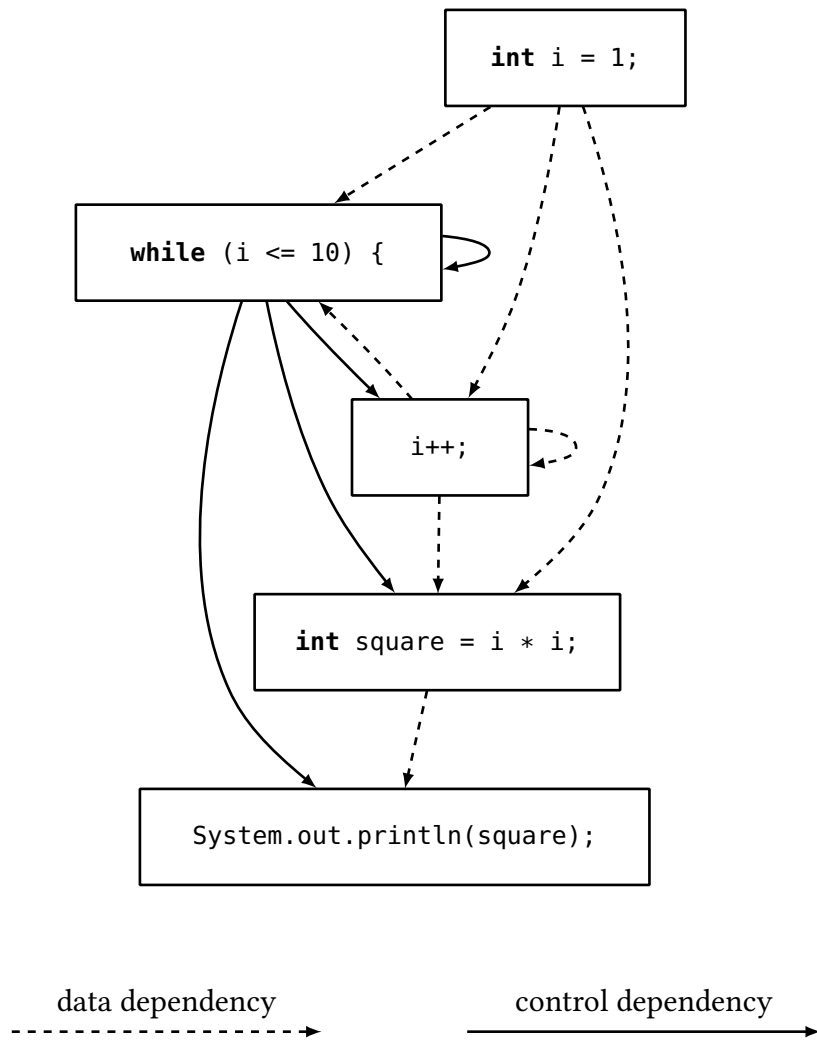 int i = 1;
while (i <= 10) {
i++;
int square = i * i;
System.out.println(square);
data dependency
control dependency